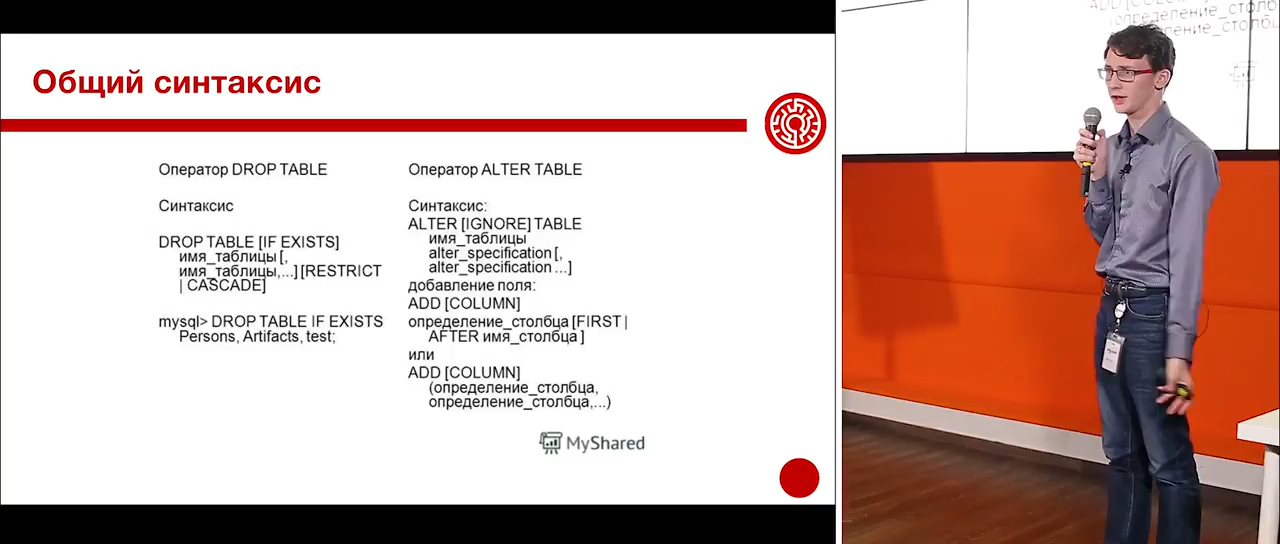 Общий синтаксис
Оператор DROP TABLE
Синтаксис
DROP TABLE [IF EXISTS]
имя_таблицы [,
имя_таблицы,...] [RESTRICT
| CASCADE]
mysql> DROP TABLE IF EXISTS
Persons, Artifacts, test;
Оператор ALTER TABLE
Синтаксис:
ALTER [IGNORE] TABLE
имя_таблицы
alter_specification [,
alter_specification ...]
добавление поля:
ADD [COLUMN]
определение_столбца [FIRST |
AFTER имя_столбца ]
или
ADD [COLUMN]
(определение_столбца,
определение_столбца,...)
MyShared
(определение_столб